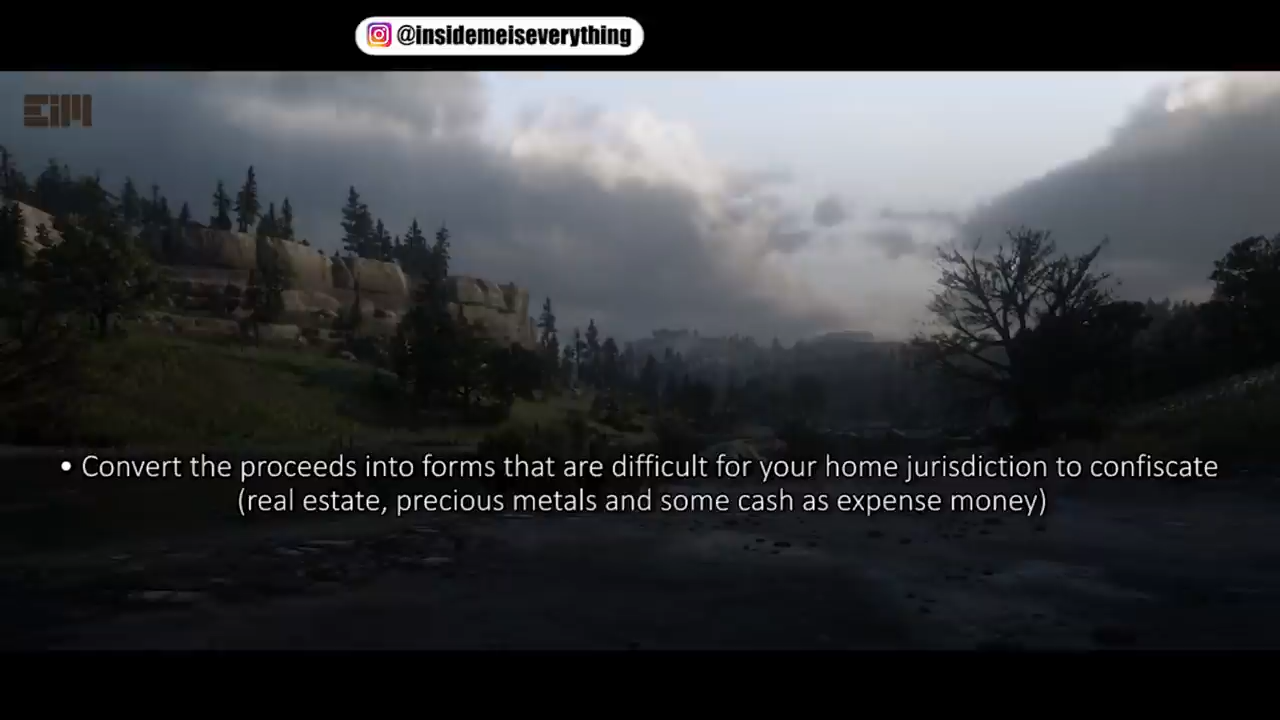 @insidemeiseverything
EiM
• Convert the proceeds into forms that are difficult for your home jurisdiction to confiscate
(real estate, precious metals and some cash as expense money)